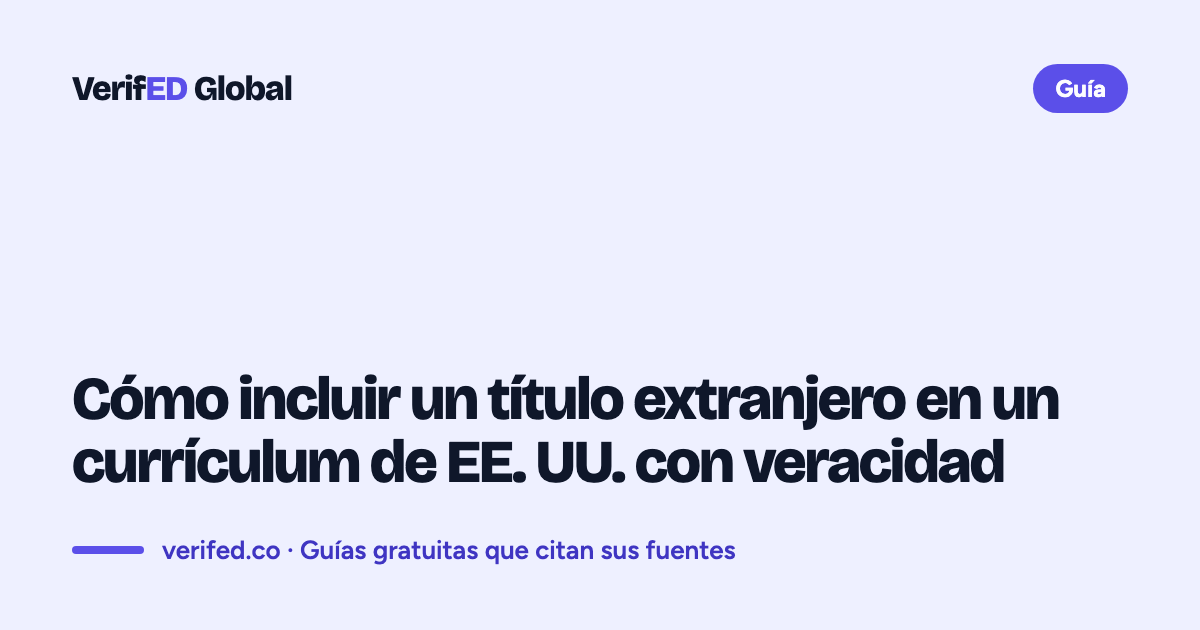 VerifED Global
Guía
Cómo incluir un título extranjero en un
currículum de EE. UU. con veracidad
verifed.co · Guías gratuitas que citan sus fuentes